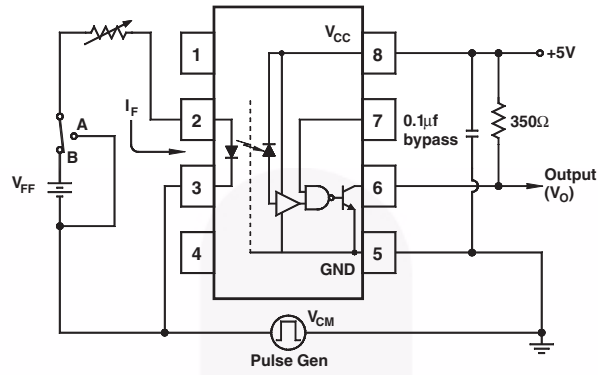 1
V_CC
8
+5V
I_F
2
7
0.1µf
bypass
350Ω
A
B
V_FF
3
6
Output
(V_O)
4
5
GND
V_CM
Pulse Gen